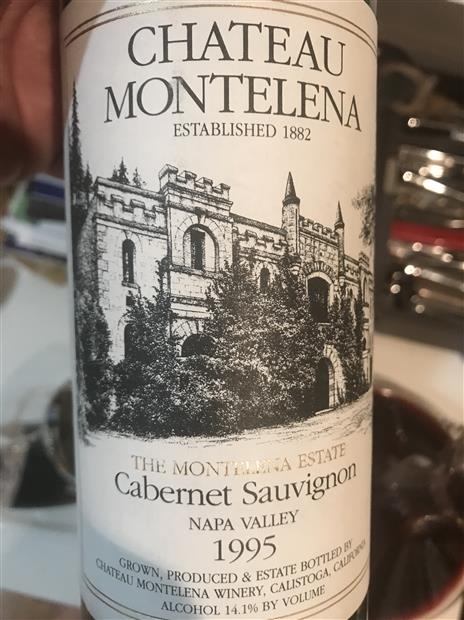 CHATEAU
MONTELENA
ESTABLISHED 1882
THE MONTELENA ESTATE
Cabernet Sauvignon
NAPA VALLEY
1995
GROWN, PRODUCED & ESTATE BOTTLED BY
CHATEAU MONTELENA WINERY, CALISTOGA, CALIFORNIA
ALCOHOL 14.1% BY VOLUME